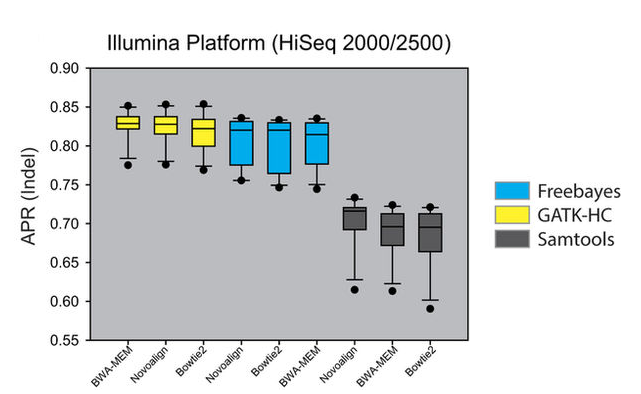 Illumina Platform (HiSeq 2000/2500)
APR (Indel)
0.90
0.85
0.80
0.75
0.70
0.65
0.60
0.55
BWA-MEM
Novoalign
Bowtie2
Novoalign
Bowtie2
BWA-MEM
Novoalign
BWA-MEM
Bowtie2
Freebayes
GATK-HC
Samtools